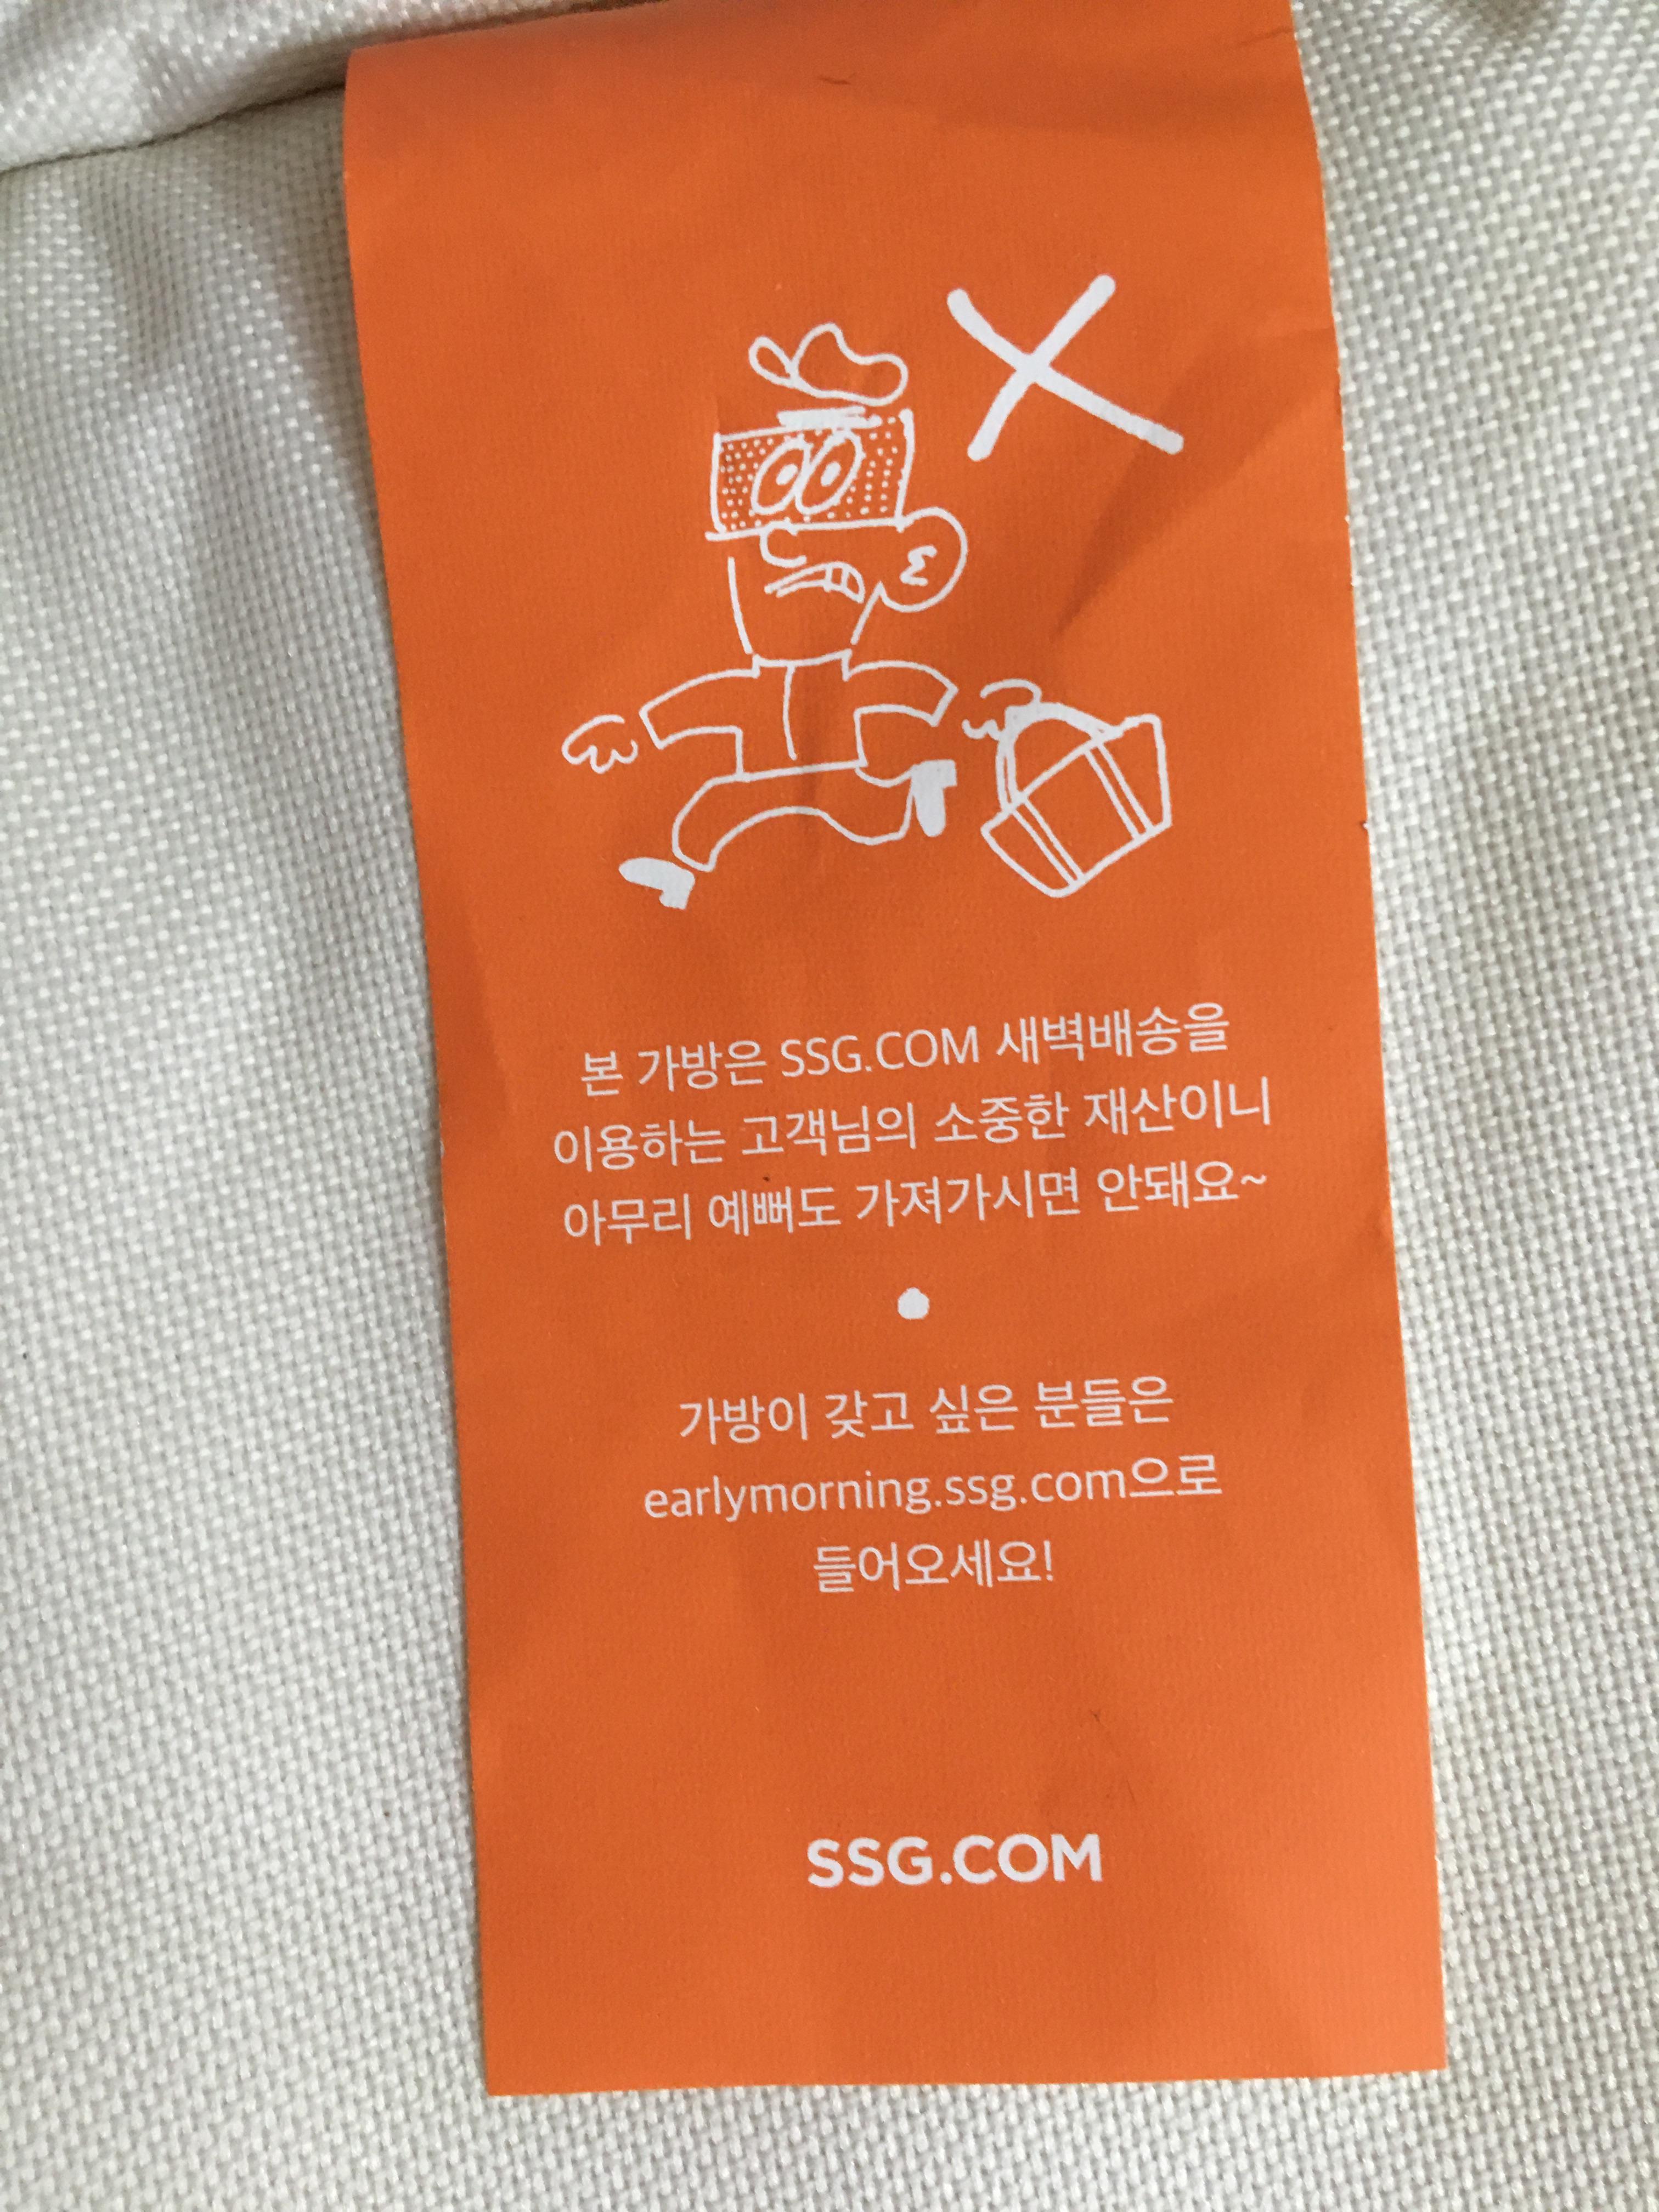 본 가방은 SSG.COM 새벽배송을
이용하는 고객님의 소중한 재산이니
아무리 예뻐도 가져가시면 안돼요~
가방이 갖고 싶은 분들은
earlymorning.ssg.com으로
들어오세요!
SSG.COM